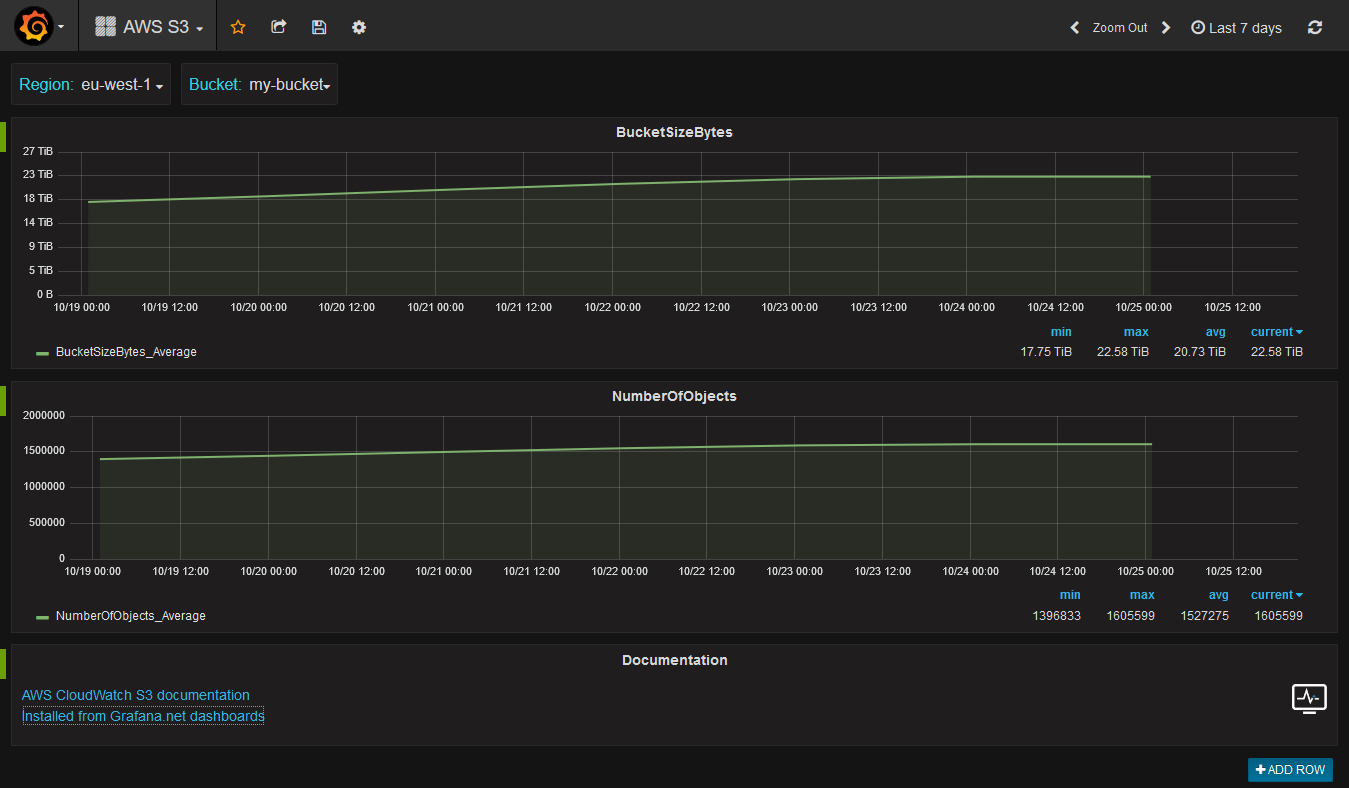 AWS S3 Zoom Out Last 7 days
Region: eu-west-1 Bucket: my-bucket
BucketSizeBytes
27 TiB
23 TiB
18 TiB
14 TiB
9 TiB
5 TiB
0 B
10/19 00:00 10/19 12:00 10/20 00:00 10/20 12:00 10/21 00:00 10/21 12:00 10/22 00:00 10/22 12:00 10/23 00:00 10/23 12:00 10/24 00:00 10/24 12:00 10/25 00:00 10/25 12:00
min max avg current
BucketSizeBytes_Average 17.75 TiB 22.58 TiB 20.73 TiB 22.58 TiB
NumberOfObjects
2000000
1500000
1000000
500000
0
10/19 00:00 10/19 12:00 10/20 00:00 10/20 12:00 10/21 00:00 10/21 12:00 10/22 00:00 10/22 12:00 10/23 00:00 10/23 12:00 10/24 00:00 10/24 12:00 10/25 00:00 10/25 12:00
min max avg current
NumberOfObjects_Average 1396833 1605599 1527275 1605599
Documentation
AWS CloudWatch S3 documentation
Installed from Grafana.net dashboards
ADD ROW